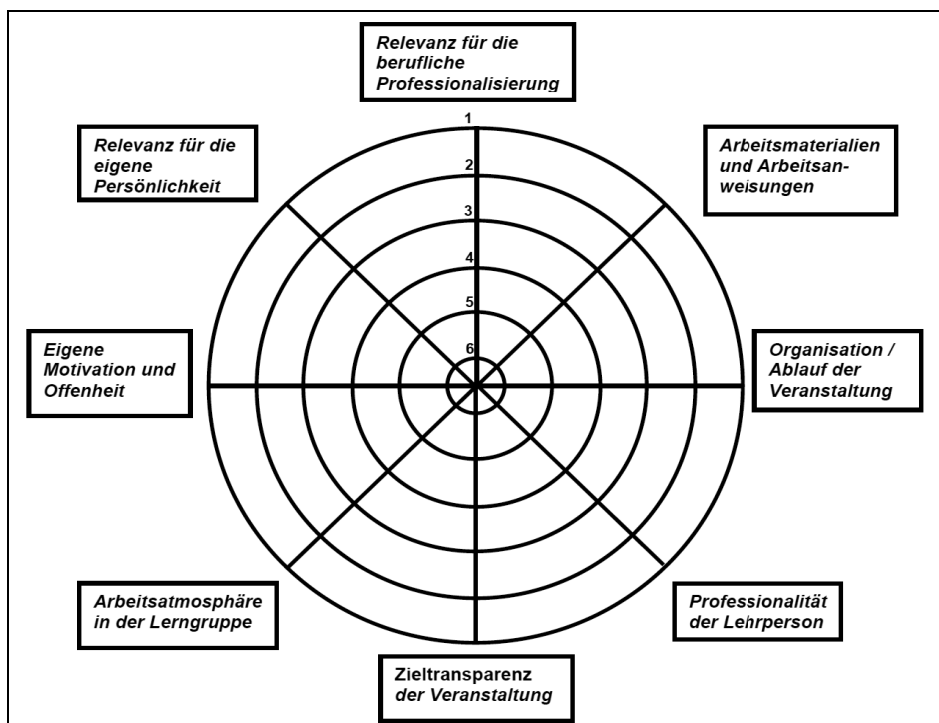 Relevanz für die
berufliche
Professionalisierung
Relevanz für die
eigene
Persönlichkeit
Arbeitsmaterialien
und Arbeitsan-
weisungen
1
2
3
4
5
6
Eigene
Motivation und
Offenheit
Organisation /
Ablauf der
Veranstaltung
Arbeitsatmosphäre
in der Lerngruppe
Professionalität
der Lehrperson
Zieltransparenz
der Veranstaltung